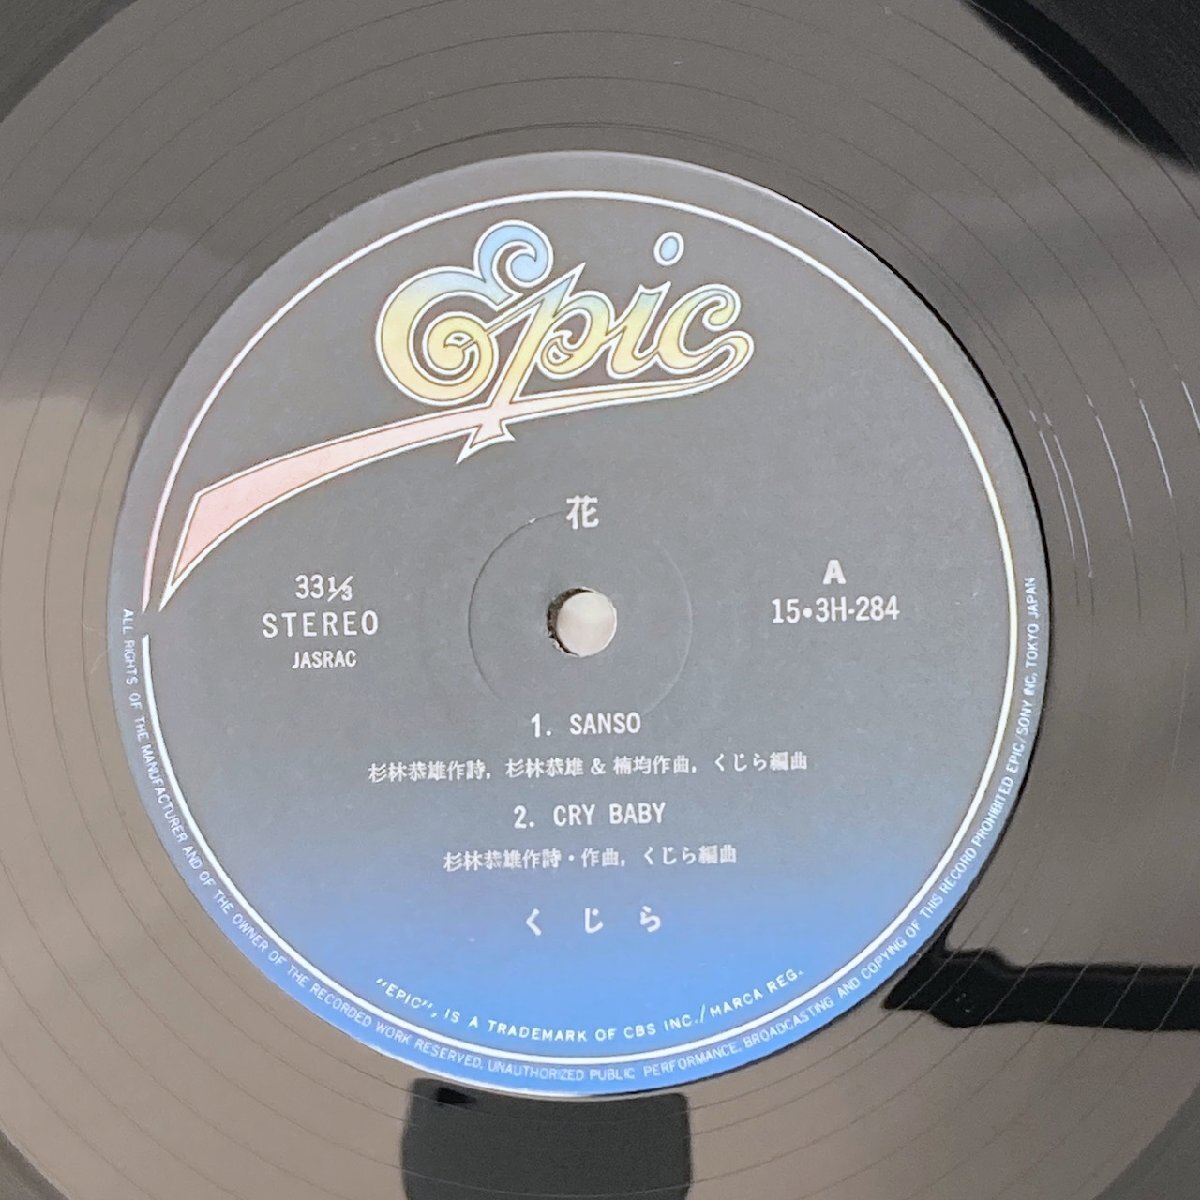 Epic
花
33⅓
STEREO
JASRAC
A
15•3H-284
1. SANSO
杉林恭雄作詩, 杉林恭雄 & 楠均作曲, くじら編曲
2. CRY BABY
杉林恭雄作詩・作曲, くじら編曲
くじら
"EPIC", IS A TRADEMARK OF CBS INC./MARCA REG.
ALL RIGHTS OF THE MANUFACTURER AND OF THE OWNER OF THE RECORDED WORK RESERVED. UNAUTHORIZED PUBLIC PERFORMANCE, BROADCASTING AND COPYING OF THIS RECORD PROHIBITED EPIC/SONY INC. TOKYO JAPAN